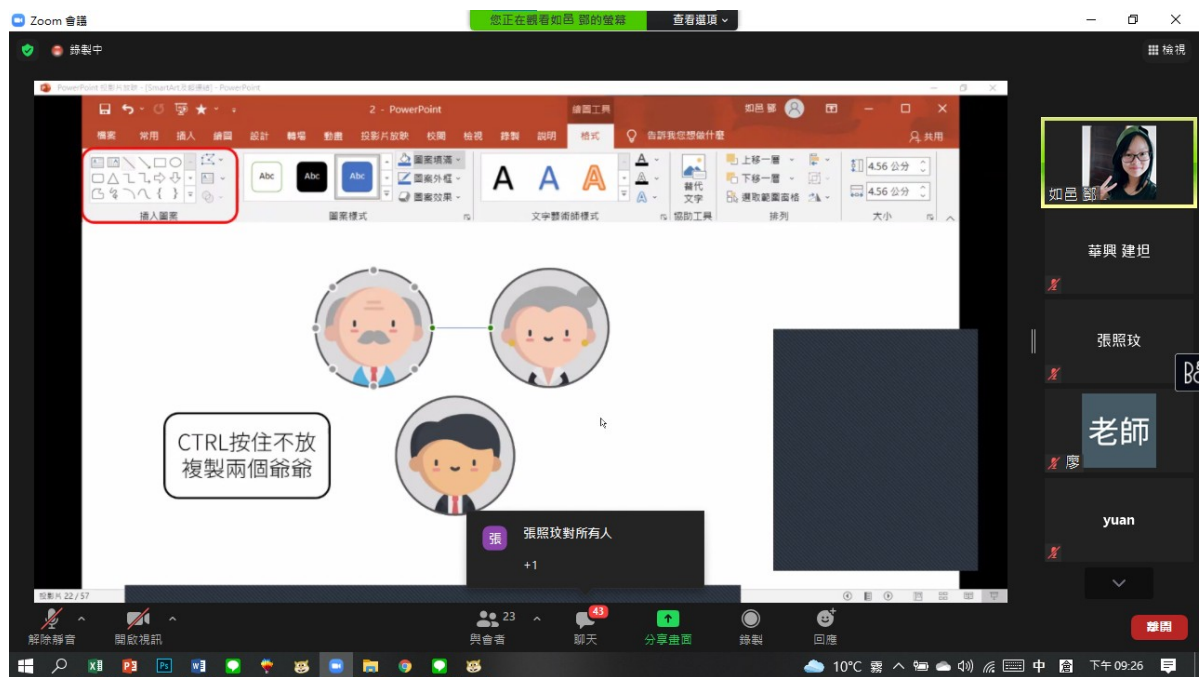 Zoom 會議
您正在觀看如邑 鄧的螢幕
查看選項
錄製中
檢視
2 - PowerPoint
繪圖工具
檔案 常用 插入 繪圖 設計 轉場 動畫 投影片放映 校閱 檢視 錄製 說明 格式 告訴我您想做什麼
共用
Abc Abc Abc
圖案填滿
圖案外框
圖案效果
A A A
替代
文字
上移一層
下移一層
選取範圍窗格
4.56 公分
4.56 公分
插入圖案
圖案樣式
文字藝術師樣式
協助工具
排列
大小
CTRL按住不放
複製兩個爺爺
張
張照玟對所有人
+1
投影片 22 / 57
華興 建坦
張照玟
老師
廖
yuan
解除靜音
開啟視訊
23
與會者
43
聊天
分享畫面
錄製
回應
離開
10°C 霧
中
下午 09:26